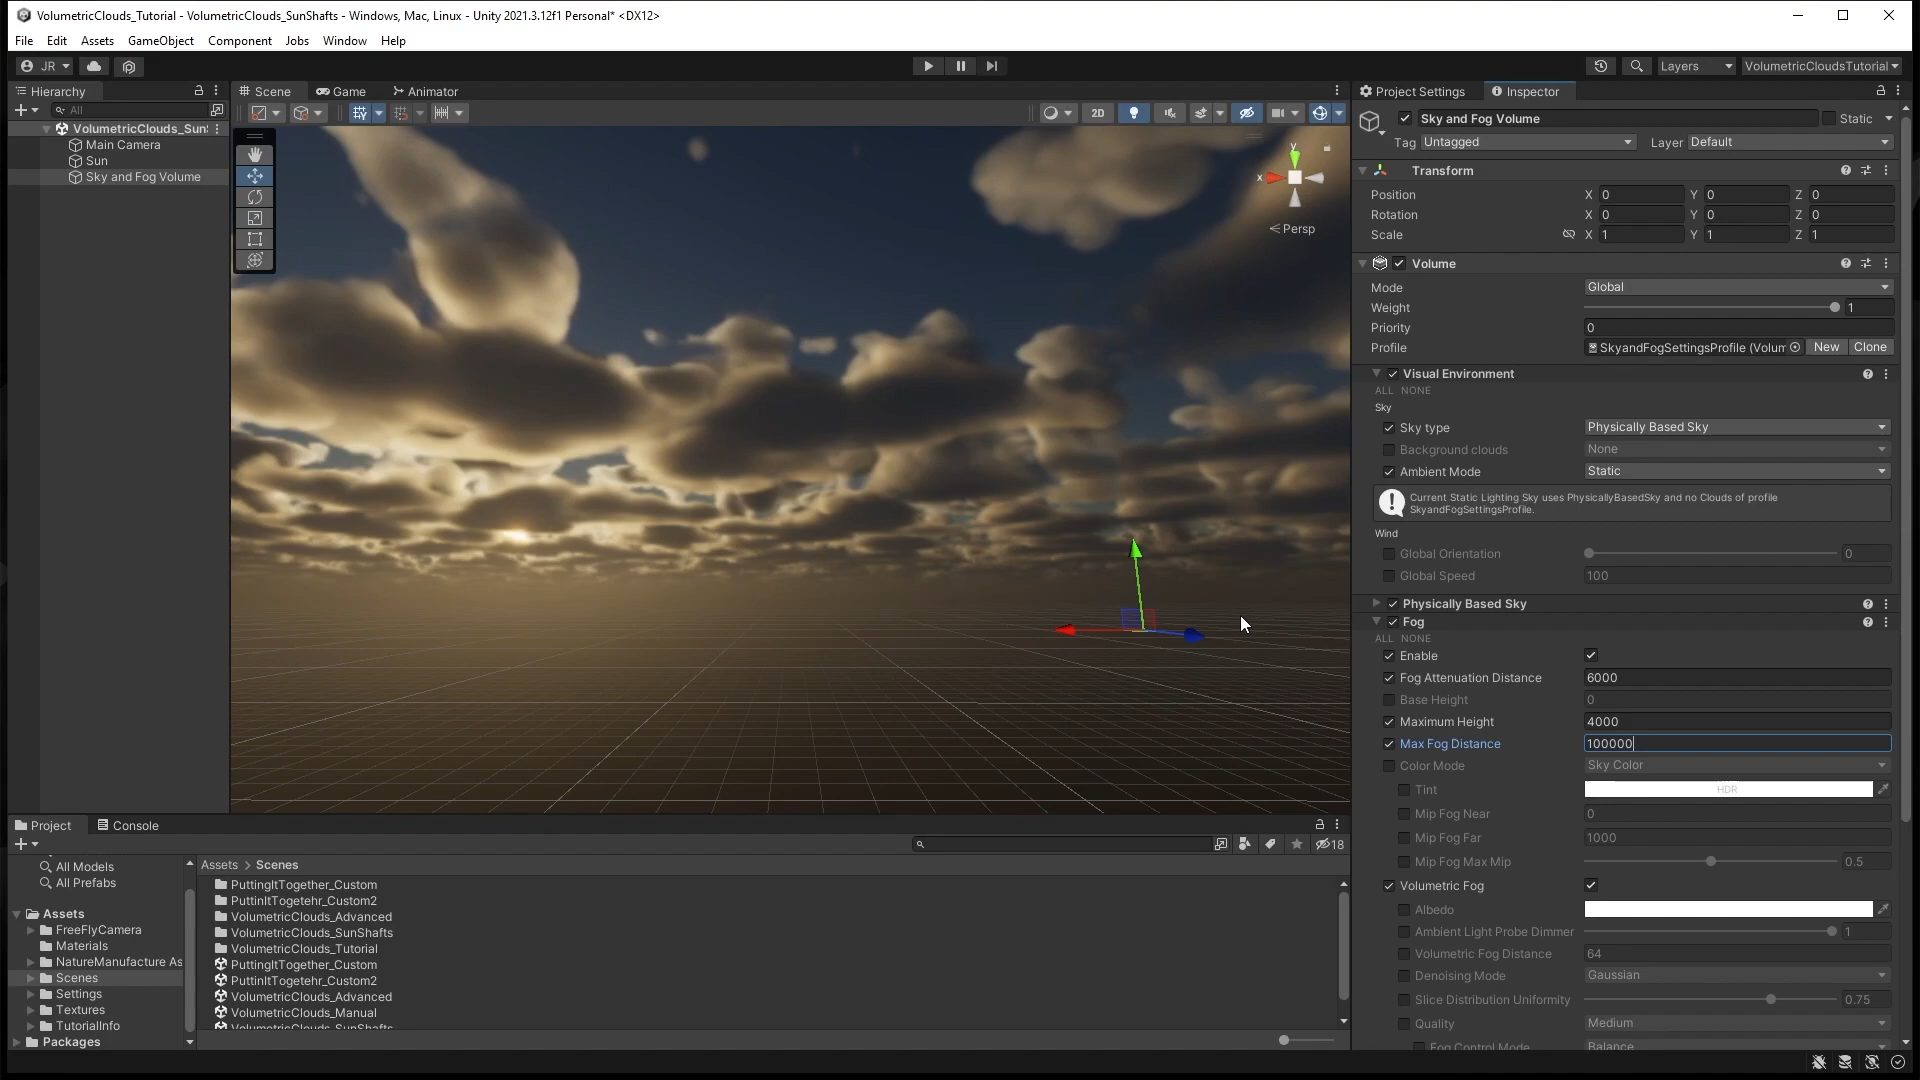 VolumetricClouds_Tutorial - VolumetricClouds_SunShafts - Windows, Mac, Linux - Unity 2021.3.12f1 Personal* <DX12>
File Edit Assets GameObject Component Jobs Window Help
JR Layers VolumetricCloudsTutorial
Hierarchy
All
VolumetricClouds_Sun
Main Camera
Sun
Sky and Fog Volume
Scene Game Animator
2D
y
x
Persp
Project Settings Inspector
Sky and Fog Volume Static
Tag Untagged Layer Default
Transform
Position X 0 Y 0 Z 0
Rotation X 0 Y 0 Z 0
Scale X 1 Y 1 Z 1
Volume
Mode Global
Weight 1
Priority 0
Profile SkyandFogSettingsProfile (Volum New Clone
Visual Environment
ALL NONE
Sky
Sky type Physically Based Sky
Background clouds None
Ambient Mode Static
Current Static Lighting Sky uses PhysicallyBasedSky and no Clouds of profile
SkyandFogSettingsProfile.
Wind
Global Orientation 0
Global Speed 100
Physically Based Sky
Fog
ALL NONE
Enable
Fog Attenuation Distance 6000
Base Height 0
Maximum Height 4000
Max Fog Distance 100000
Color Mode Sky Color
Tint HDR
Mip Fog Near 0
Mip Fog Far 1000
Mip Fog Max Mip 0.5
Volumetric Fog
Albedo
Ambient Light Probe Dimmer 1
Volumetric Fog Distance 64
Denoising Mode Gaussian
Slice Distribution Uniformity 0.75
Quality Medium
Fog Control Mode Balance
Project Console
18
All Models
All Prefabs
Assets
FreeFlyCamera
Materials
NatureManufacture As
Scenes
Settings
Textures
TutorialInfo
Packages
Assets > Scenes
PuttingItTogether_Custom
PuttinItTogetehr_Custom2
VolumetricClouds_Advanced
VolumetricClouds_SunShafts
VolumetricClouds_Tutorial
PuttingItTogether_Custom
PuttinItTogetehr_Custom2
VolumetricClouds_Advanced
VolumetricClouds_Manual
VolumetricClouds_SunShafts